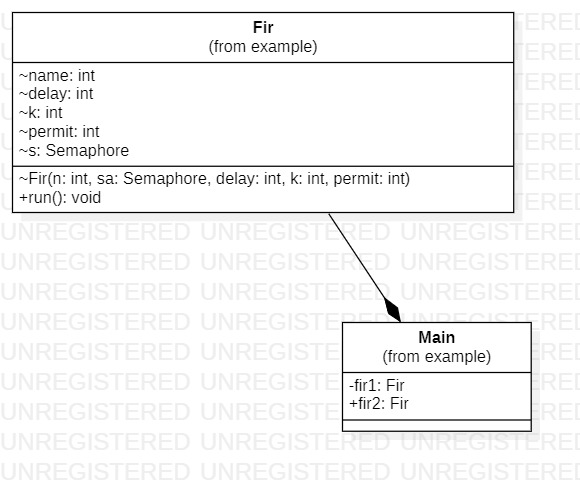 Fir
(from example)
~name: int
~delay: int
~k: int
~permit: int
~s: Semaphore
~Fir(n: int, sa: Semaphore, delay: int, k: int, permit: int)
+run(): void
Main
(from example)
-fir1: Fir
+fir2: Fir
UNREGISTERED UNREGISTERED UNREGISTERED
UNREGISTERED UNREGISTERED UNREGISTERED
UNREGISTERED UNREGISTERED UNREGISTERED
UNREGISTERED UNREGISTERED
UNREGISTERED UNREGISTERED
UNREGISTERED UNREGISTERED
UNREGISTERED UNREGISTERED
UNREGISTERED UNREGISTERED UNREGISTERED
UNREGISTERED UNREGISTERED UNREGISTERED